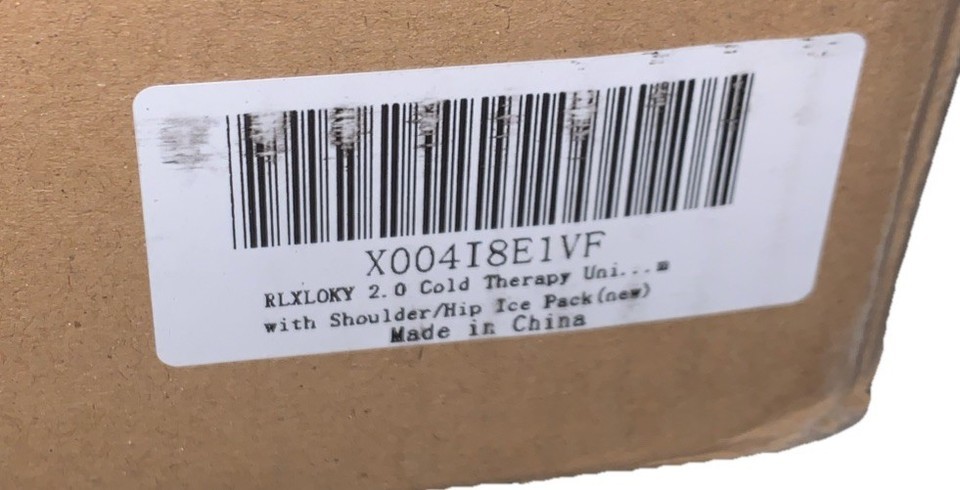 X004I8E1VF
RLXLOKY 2.0 Cold Therapy Uni...m
with Shoulder/Hip Ice Pack(new)
Made in China